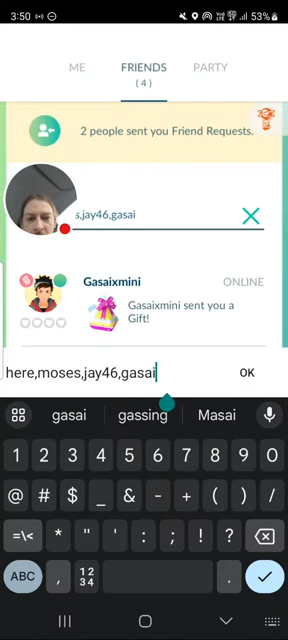 3:50 53%
ME FRIENDS PARTY
( 4 )
2 people sent you Friend Requests.
s,jay46,gasai
Gasaixmini ONLINE
Gasaixmini sent you a
Gift!
here,moses,jay46,gasai OK
gasai gassing Masai
1 2 3 4 5 6 7 8 9 0
@ # $ _ & - + ( ) /
=\< * " ' : ; ! ?
ABC , 12 .
34